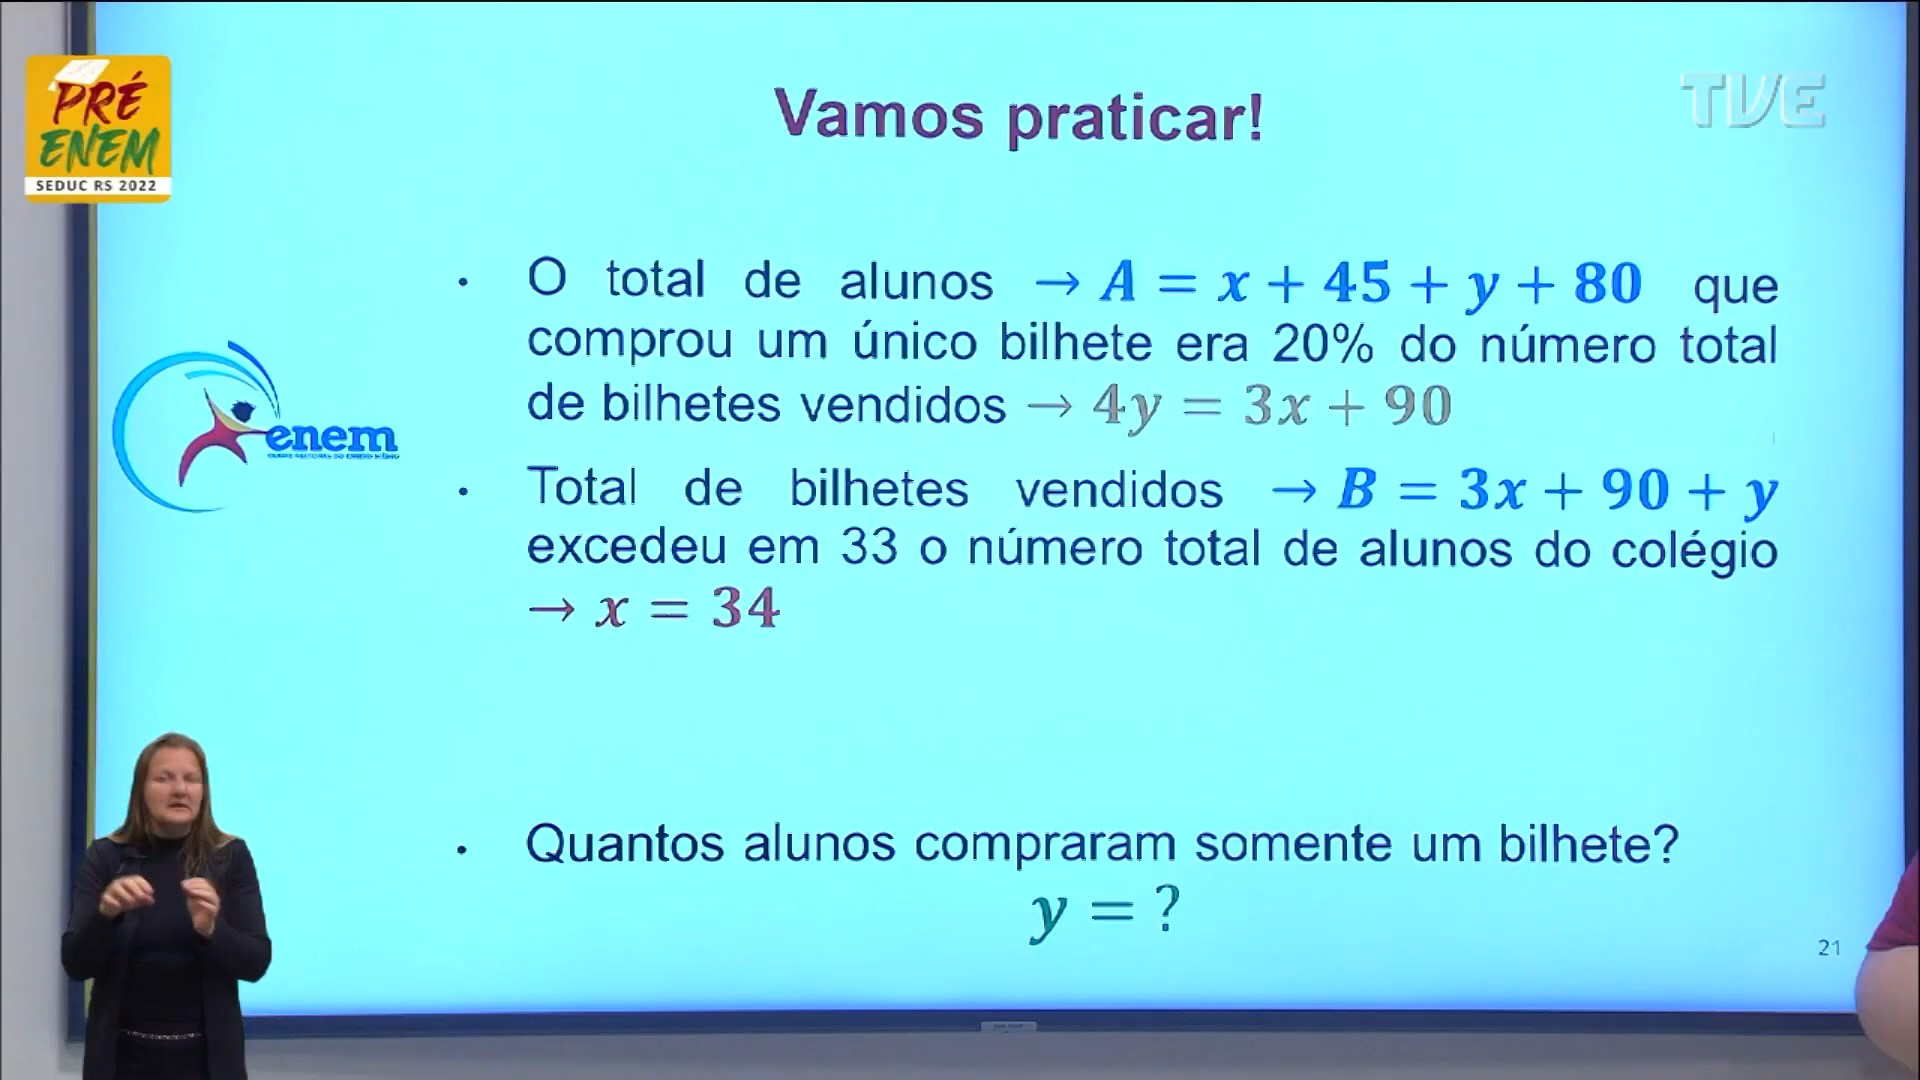 PRÉ
ENEM
SEDUC RS 2022
TVE
Vamos praticar!
• O total de alunos → A = x + 45 + y + 80 que
comprou um único bilhete era 20% do número total
de bilhetes vendidos → 4y = 3x + 90
enem
• Total de bilhetes vendidos → B = 3x + 90 + y
excedeu em 33 o número total de alunos do colégio
→ x = 34
• Quantos alunos compraram somente um bilhete?
y = ?
21